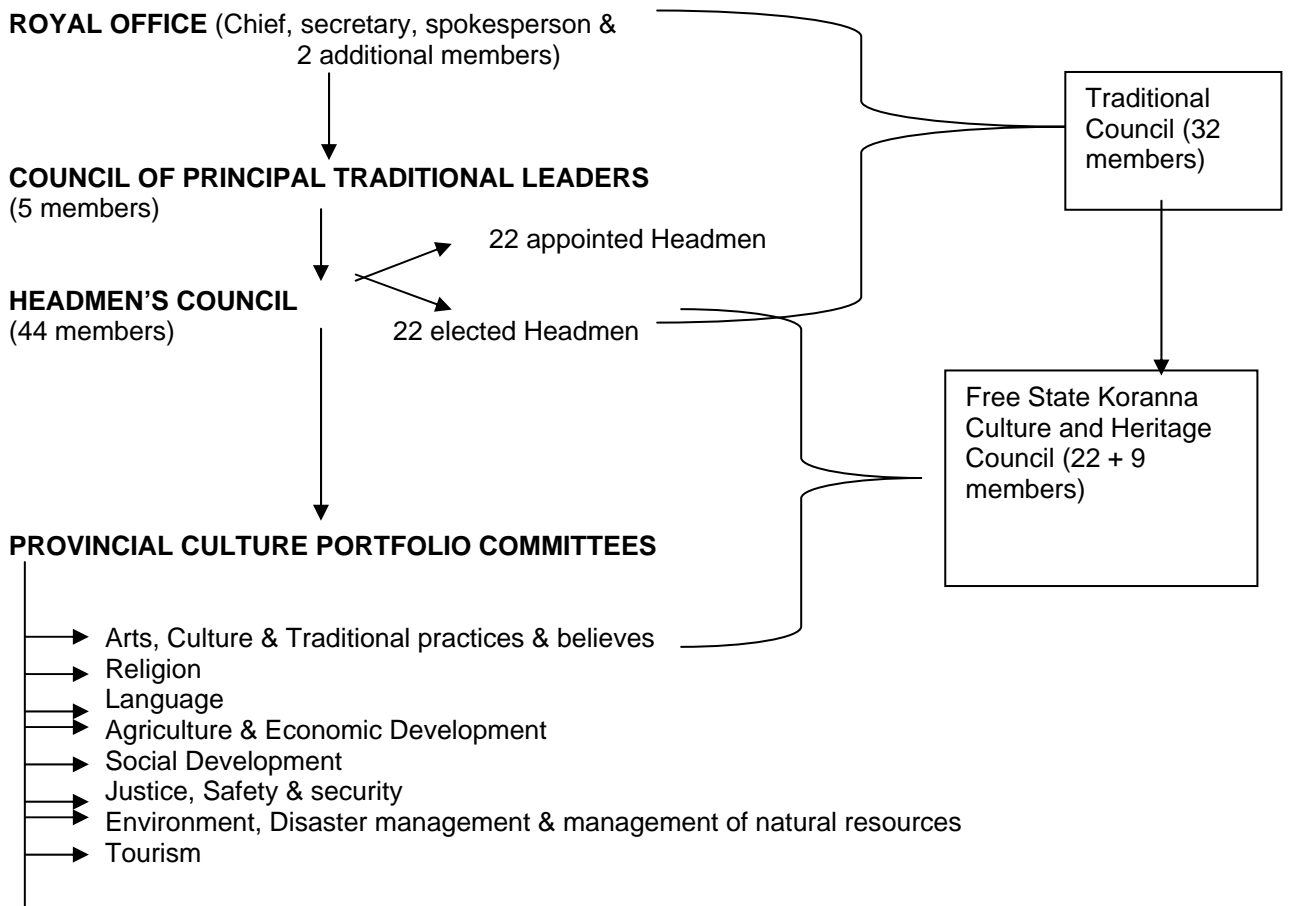 ROYAL OFFICE (Chief, secretary, spokesperson &
2 additional members)
Traditional
Council (32
members)
COUNCIL OF PRINCIPAL TRADITIONAL LEADERS
(5 members)
22 appointed Headmen
HEADMEN'S COUNCIL
(44 members)
22 elected Headmen
Free State Koranna
Culture and Heritage
Council (22 + 9
members)
PROVINCIAL CULTURE PORTFOLIO COMMITTEES
Arts, Culture & Traditional practices & believes
Religion
Language
Agriculture & Economic Development
Social Development
Justice, Safety & security
Environment, Disaster management & management of natural resources
Tourism